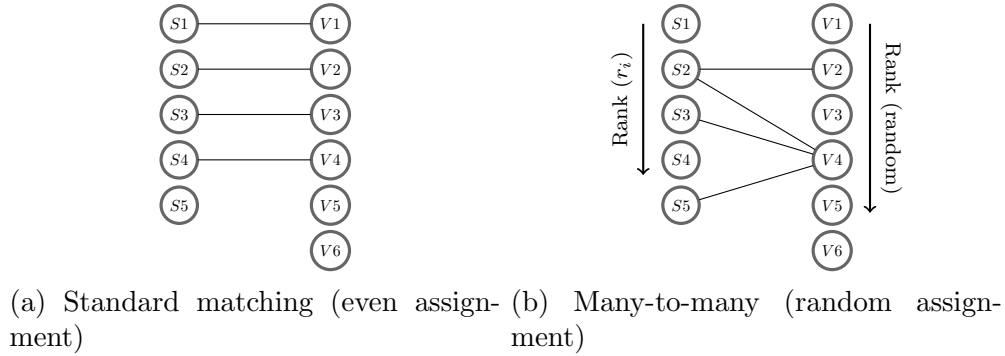 S1 V1
S2 V2
S3 V3
S4 V4
S5 V5
V6
(a) Standard matching (even assign-
ment)
S1 V1
S2 V2
S3 V3
S4 V4
S5 V5
V6
Rank (r_i)
Rank (random)
(b) Many-to-many (random assign-
ment)